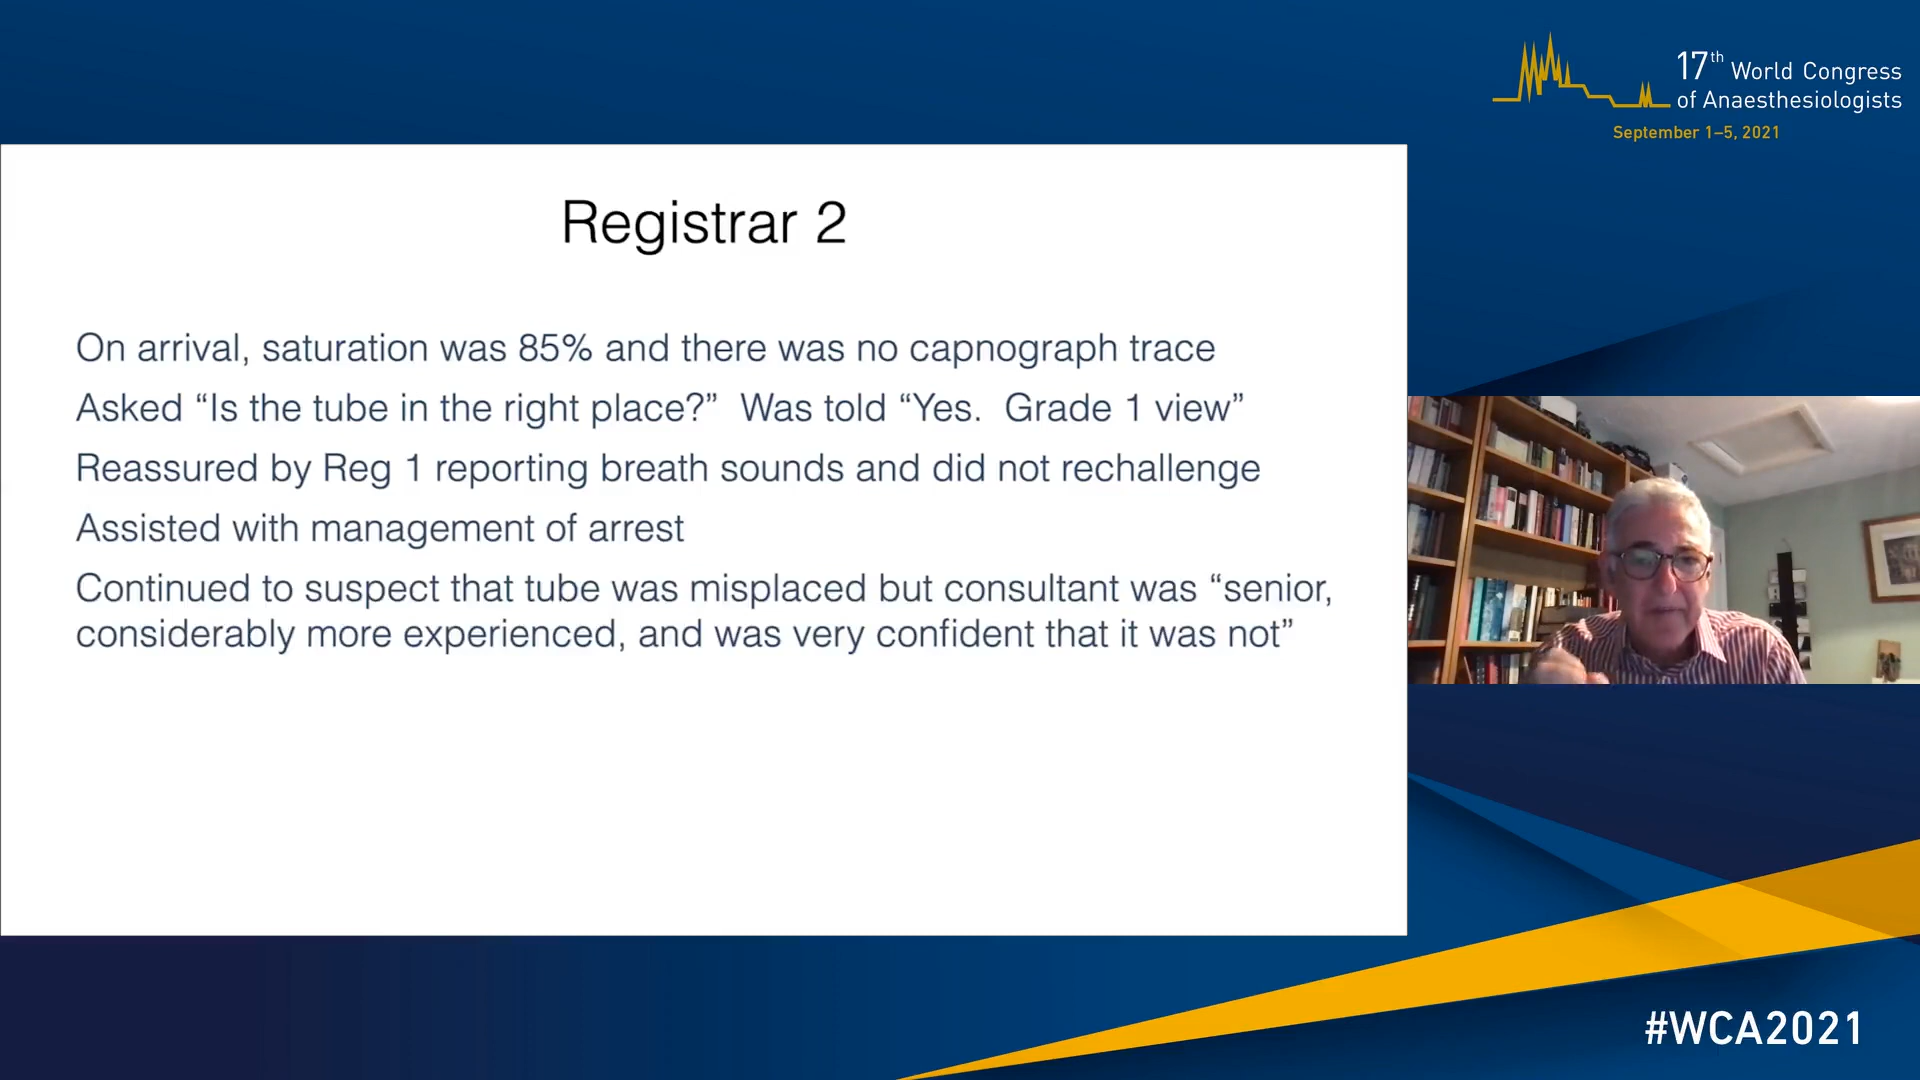 17th World Congress
of Anaesthesiologists
September 1–5, 2021
Registrar 2
On arrival, saturation was 85% and there was no capnograph trace
Asked “Is the tube in the right place?”  Was told “Yes.  Grade 1 view”
Reassured by Reg 1 reporting breath sounds and did not rechallenge
Assisted with management of arrest
Continued to suspect that tube was misplaced but consultant was “senior,
considerably more experienced, and was very confident that it was not”
#WCA2021